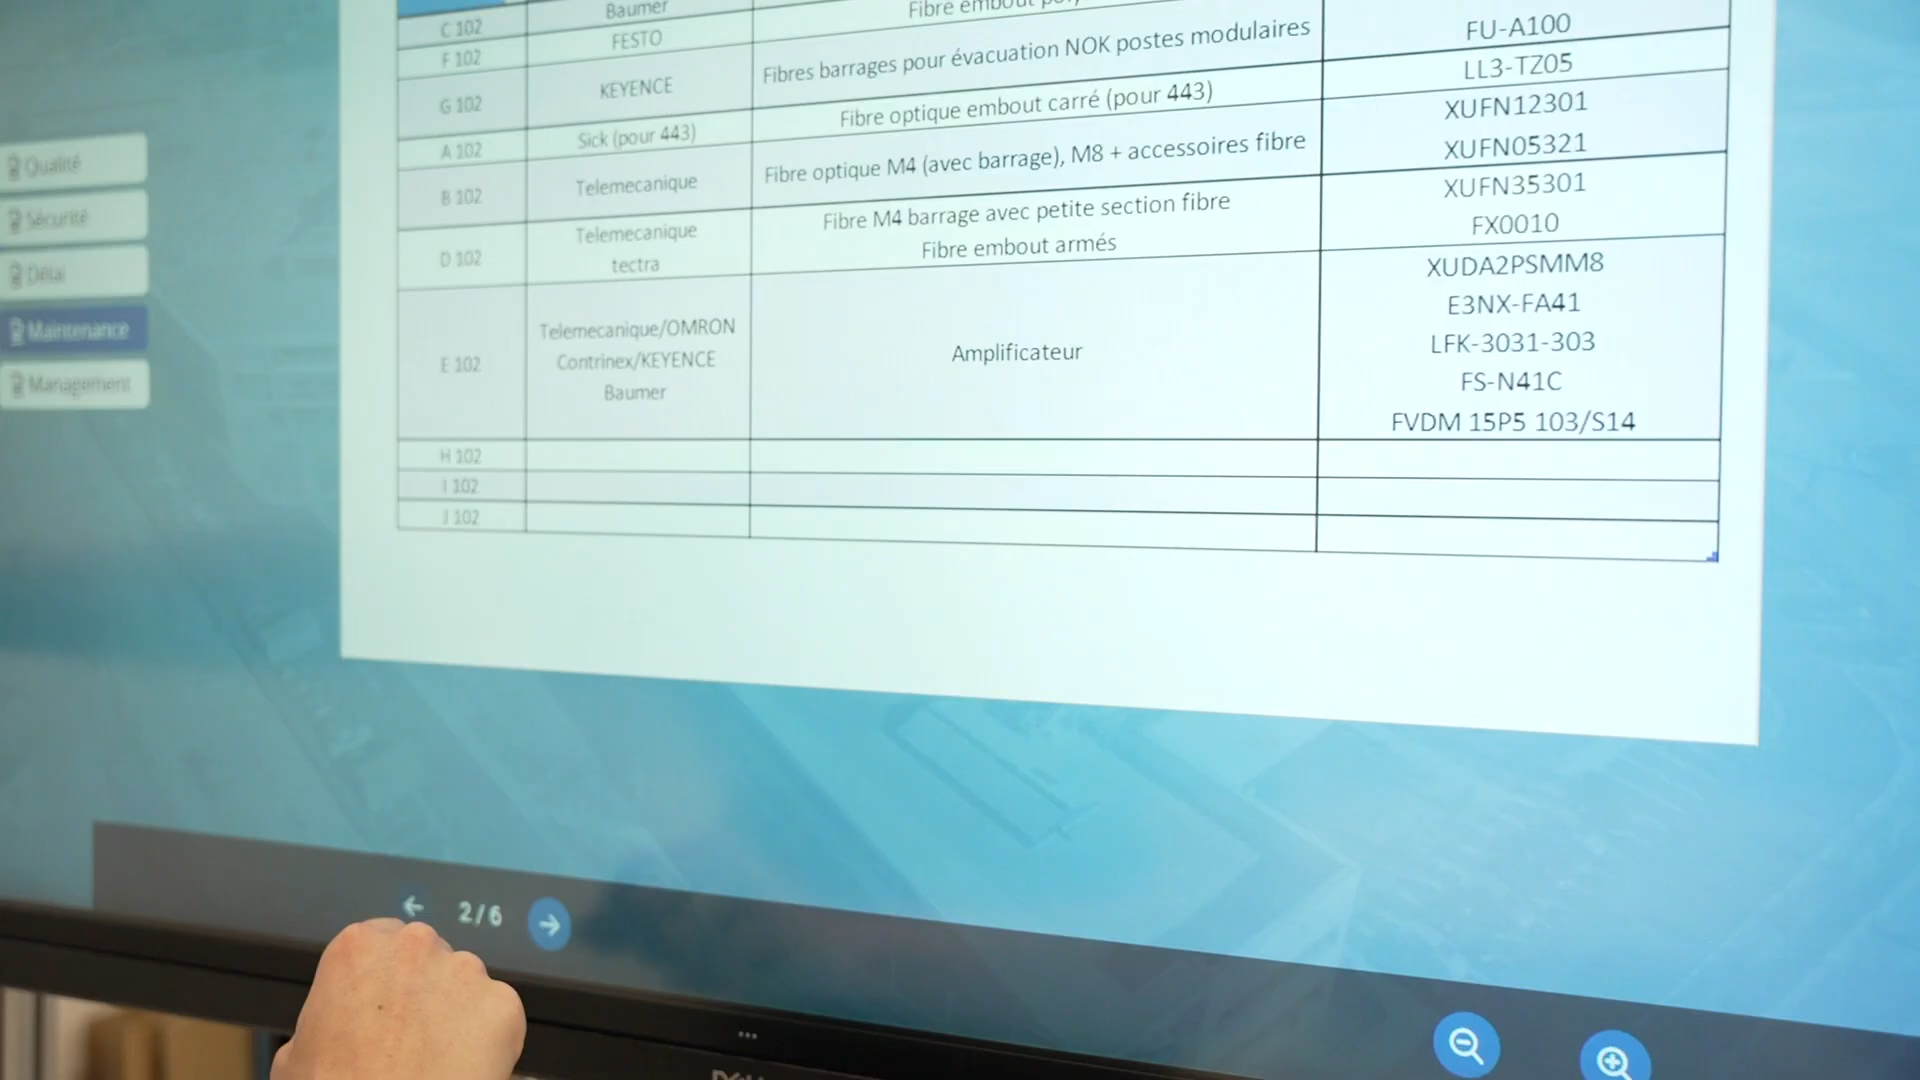 Baumer
Fibre embout
C 102
FESTO
Fibres barrages pour évacuation NOK postes modulaires
FU-A100
F 102
G 102
KEYENCE
Fibre optique embout carré (pour 443)
LL3-TZ05
A 102
Sick (pour 443)
Fibre optique M4 (avec barrage), M8 + accessoires fibre
XUFN12301
XUFN05321
B 102
Telemecanique
Fibre M4 barrage avec petite section fibre
Fibre embout armés
XUFN35301
FX0010
D 102
Telemecanique
tectra
E 102
Telemecanique/OMRON
Contrinex/KEYENCE
Baumer
Amplificateur
XUDA2PSMM8
E3NX-FA41
LFK-3031-303
FS-N41C
FVDM 15P5 103/S14
H 102
I 102
J 102
Qualité
Sécurité
Délai
Maintenance
Management
2/6